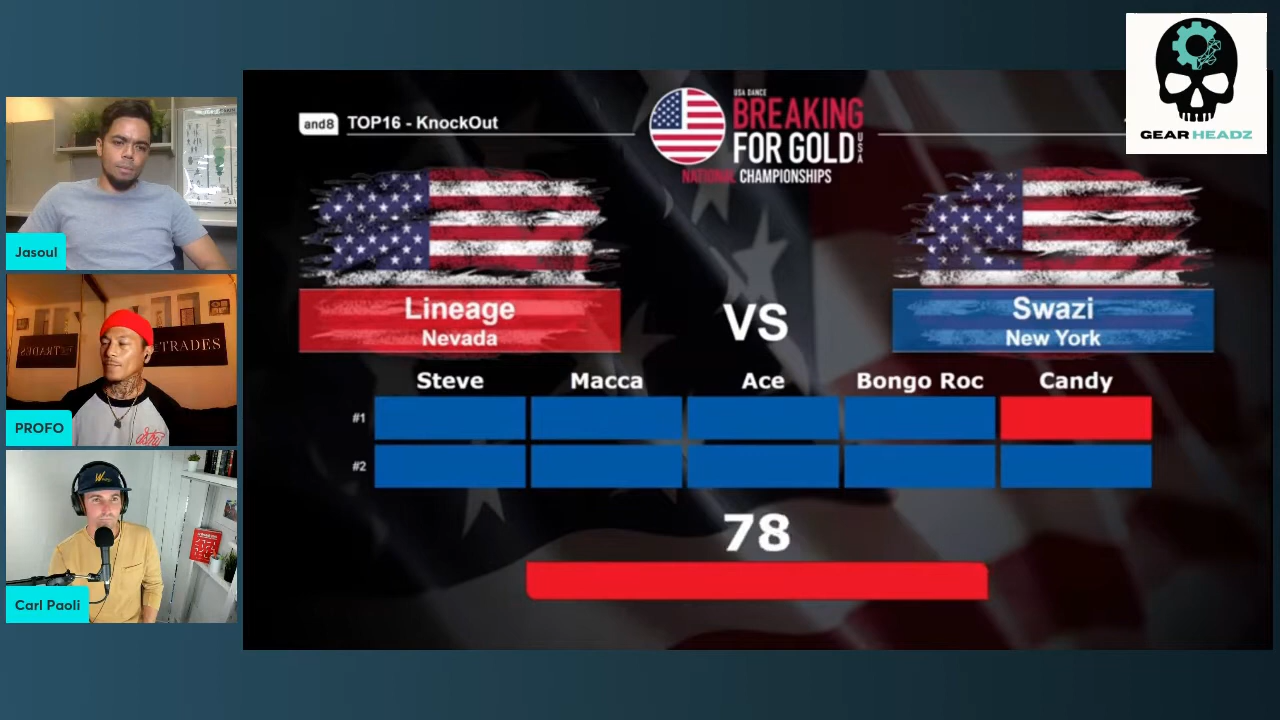 Jasoul
TRADES
PROFO
Carl Paoli
and8 TOP16 - KnockOut
USA DANCE
BREAKING
FOR GOLD
USA
NATIONAL CHAMPIONSHIPS
GEAR HEADZ
Lineage
Nevada
VS
Swazi
New York
Steve Macca Ace Bongo Roc Candy
#1
#2
78